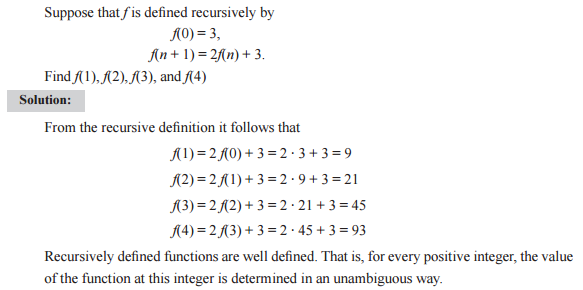 Suppose that f is defined recursively by
f(0) = 3,
f(n + 1) = 2f(n) + 3.
Find f(1), f(2), f(3), and f(4)
Solution:
From the recursive definition it follows that
f(1) = 2 f(0) + 3 = 2 · 3 + 3 = 9
f(2) = 2 f(1) + 3 = 2 · 9 + 3 = 21
f(3) = 2 f(2) + 3 = 2 · 21 + 3 = 45
f(4) = 2 f(3) + 3 = 2 · 45 + 3 = 93
Recursively defined functions are well defined. That is, for every positive integer, the value
of the function at this integer is determined in an unambiguous way.